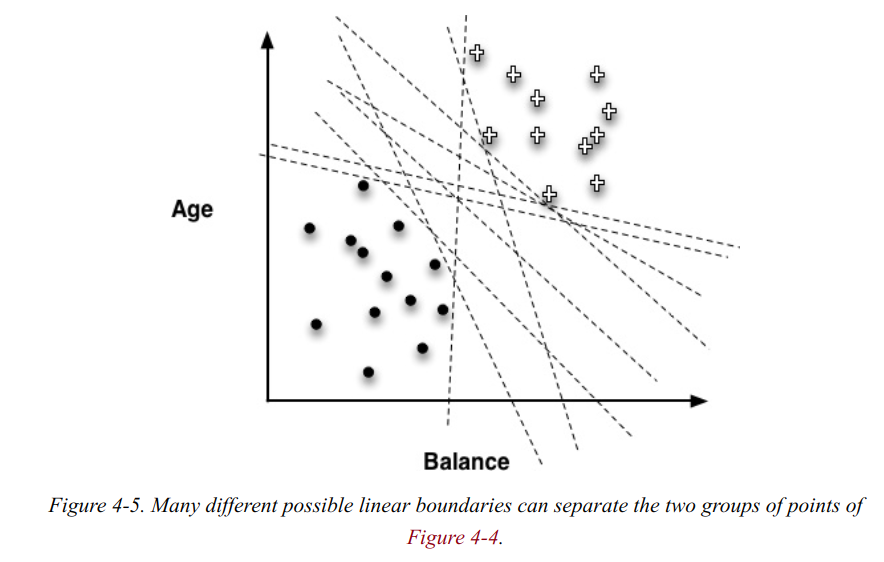 Age
Balance
Figure 4-5. Many different possible linear boundaries can separate the two groups of points of
Figure 4-4.